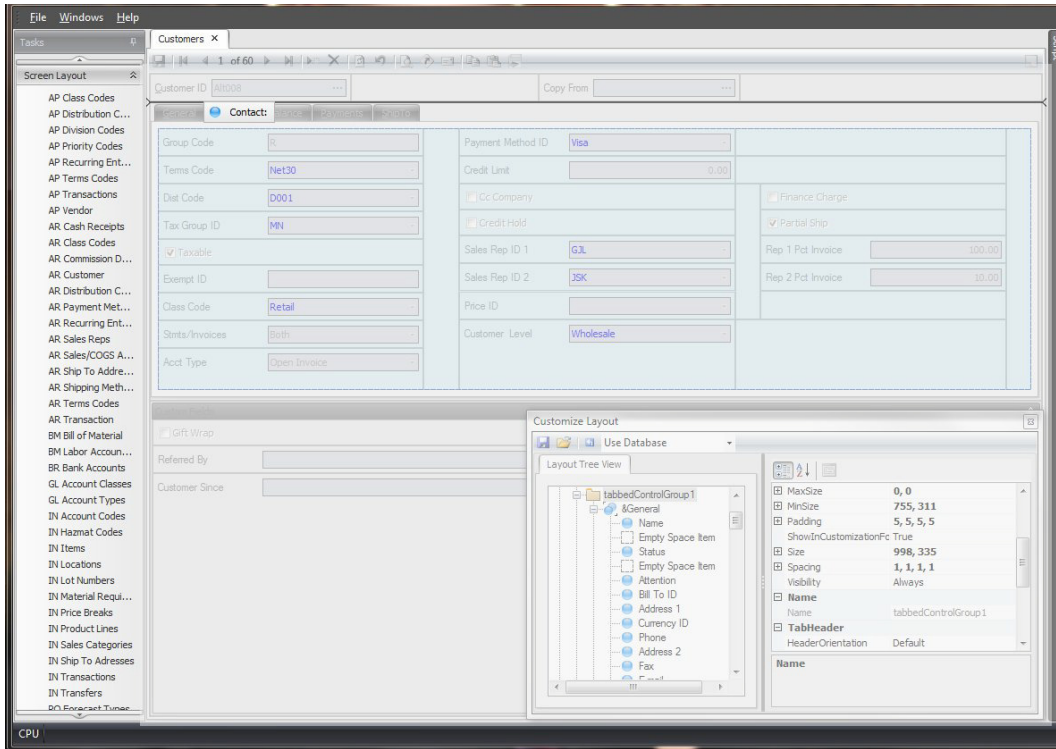 File Windows Help
Tasks
Customers ×
1 of 60
Screen Layout
Customer ID Alt008 ... Copy From ...
General Contact: Payments ShipTo
AP Class Codes
AP Distribution C...
AP Division Codes
AP Priority Codes
AP Recurring Ent...
AP Terms Codes
AP Transactions
AP Vendor
AR Cash Receipts
AR Class Codes
AR Commission D...
AR Customer
AR Distribution C...
AR Payment Met...
AR Recurring Ent...
AR Sales Reps
AR Sales/COGS A...
AR Ship To Addre...
AR Shipping Meth...
AR Terms Codes
AR Transaction
BM Bill of Material
BM Labor Accoun...
BR Bank Accounts
GL Account Classes
GL Account Types
IN Account Codes
IN Hazmat Codes
IN Items
IN Locations
IN Lot Numbers
IN Material Requi...
IN Price Breaks
IN Product Lines
IN Sales Categories
IN Ship To Adresses
IN Transactions
IN Transfers
PO Forecast Types
Group Code R Payment Method ID Visa
Terms Code Net30 Credit Limit 0.00
Dist Code D001 Cc Company Finance Charge
Tax Group ID MN Credit Hold Partial Ship
Taxable Sales Rep ID 1 GJL Rep 1 Pct Invoice 100.00
Exempt ID Sales Rep ID 2 JSK Rep 2 Pct Invoice 10.00
Class Code Retail Price ID
Stmts/Invoices Both Customer Level Wholesale
Acct Type Open Invoice
Gift Wrap
Referred By
Customer Since
Customize Layout
Use Database
Layout Tree View
tabbedControlGroup1
&General
Name
Empty Space Item
Status
Empty Space Item
Attention
Bill To ID
Address 1
Currency ID
Phone
Address 2
Fax
MaxSize 0, 0
MinSize 755, 311
Padding 5, 5, 5, 5
ShowInCustomizationFo True
Size 998, 335
Spacing 1, 1, 1, 1
Visibility Always
Name
Name tabbedControlGroup1
TabHeader
HeaderOrientation Default
Name
CPU